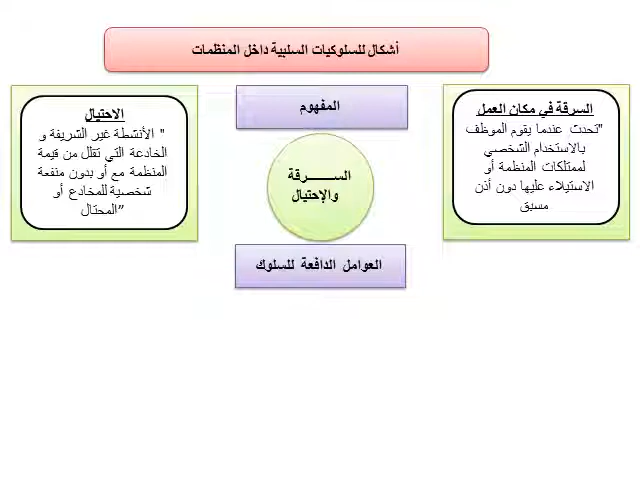 أشكال للسلوكيات السلبية داخل المنظمات
المفهوم
السرقة في مكان العمل
"تحدث عندما يقوم الموظف
بالاستخدام الشخصي
لممتلكات المنظمة أو
الاستيلاء عليها دون أذن
مسبق
الســـــــرقة
والإحتيال
الاحتيال
" الأنشطة غير الشريفة و
الخادعة التي تقلل من قيمة
المنظمة مع أو بدون منفعة
شخصية للمخادع أو
المحتال"
العوامل الدافعة للسلوك